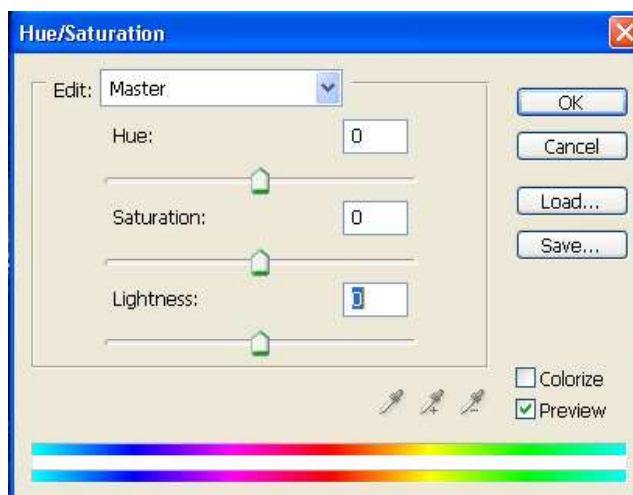 Hue/Saturation
Edit: Master
Hue: 0
Saturation: 0
Lightness: 0
OK
Cancel
Load...
Save...
Colorize
Preview